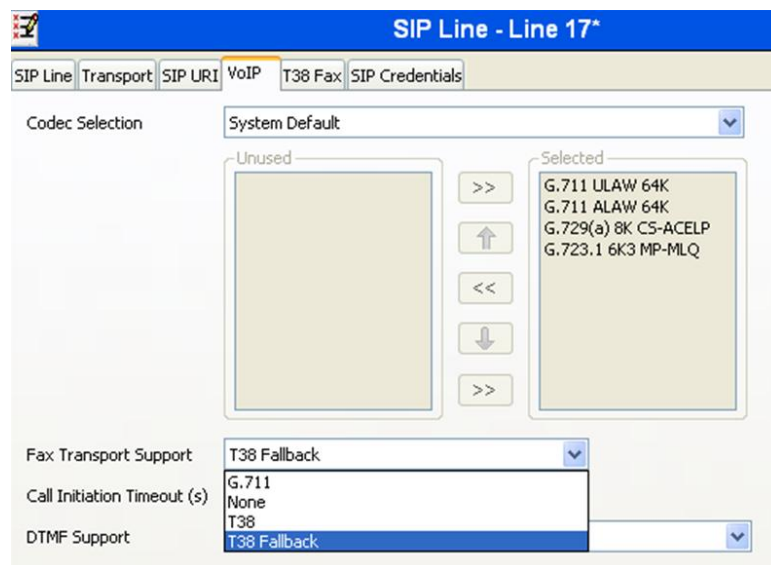 SIP Line - Line 17*
SIP Line Transport SIP URI VoIP T38 Fax SIP Credentials
Codec Selection System Default
Unused Selected
>> G.711 ULAW 64K
G.711 ALAW 64K
G.729(a) 8K CS-ACELP
G.723.1 6K3 MP-MLQ
<<
>>
Fax Transport Support T38 Fallback
G.711
Call Initiation Timeout (s) None
T38
DTMF Support T38 Fallback